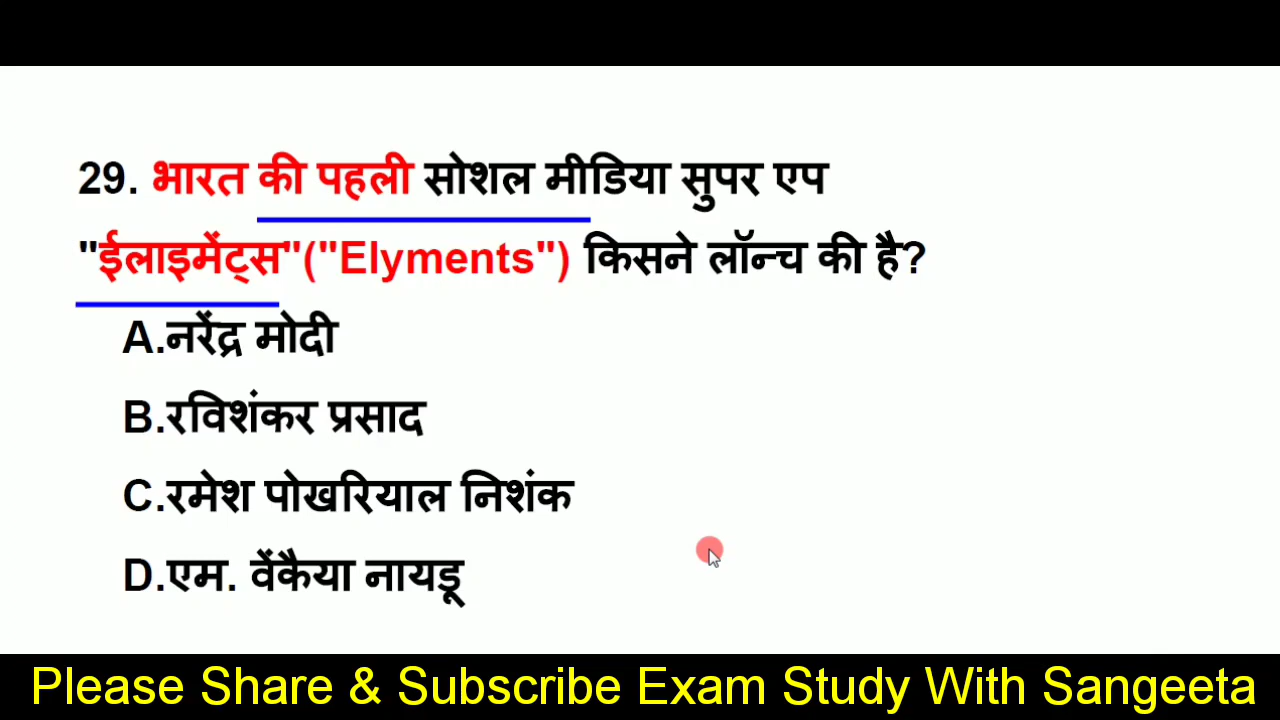 29. भारत की पहली सोशल मीडिया सुपर एप
"ईलाइमेंट्स"("Elyments") किसने लॉन्च की है?
A.नरेंद्र मोदी
B.रविशंकर प्रसाद
C.रमेश पोखरियाल निशंक
D.एम. वेंकैया नायडू
Please Share & Subscribe Exam Study With Sangeeta